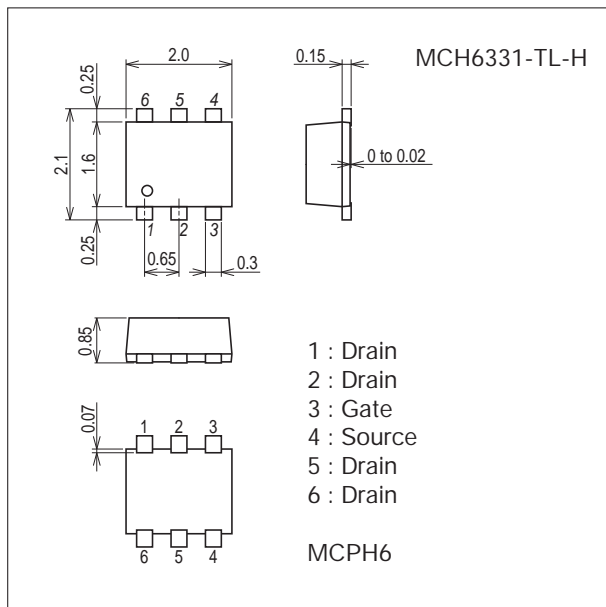 MCH6331-TL-H
2.0
0.15
0.25
6 5 4
2.1
1.6
0 to 0.02
0.25
1 2 3
0.65
0.3
0.85
1 : Drain
2 : Drain
3 : Gate
4 : Source
5 : Drain
6 : Drain
0.07
1 2 3
6 5 4
MCPH6